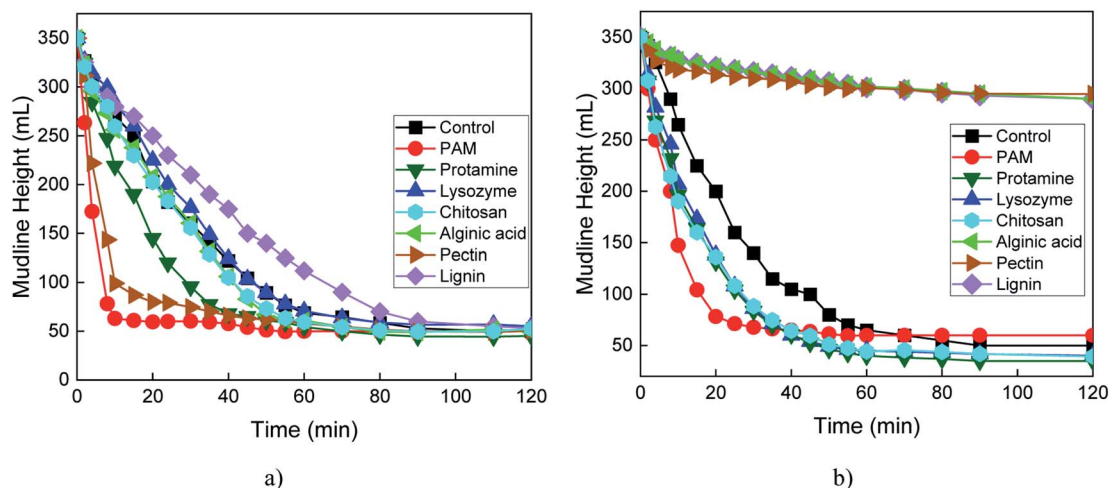 350
300
250
200
150
100
50
0
Mudline Height (mL)
0 20 40 60 80 100 120
Time (min)
Control
PAM
Protamine
Lysozyme
Chitosan
Alginic acid
Pectin
Lignin
a)
350
300
250
200
150
100
50
Mudline Height (mL)
0 20 40 60 80 100 120
Time (min)
Control
PAM
Protamine
Lysozyme
Chitosan
Alginic acid
Pectin
Lignin
b)